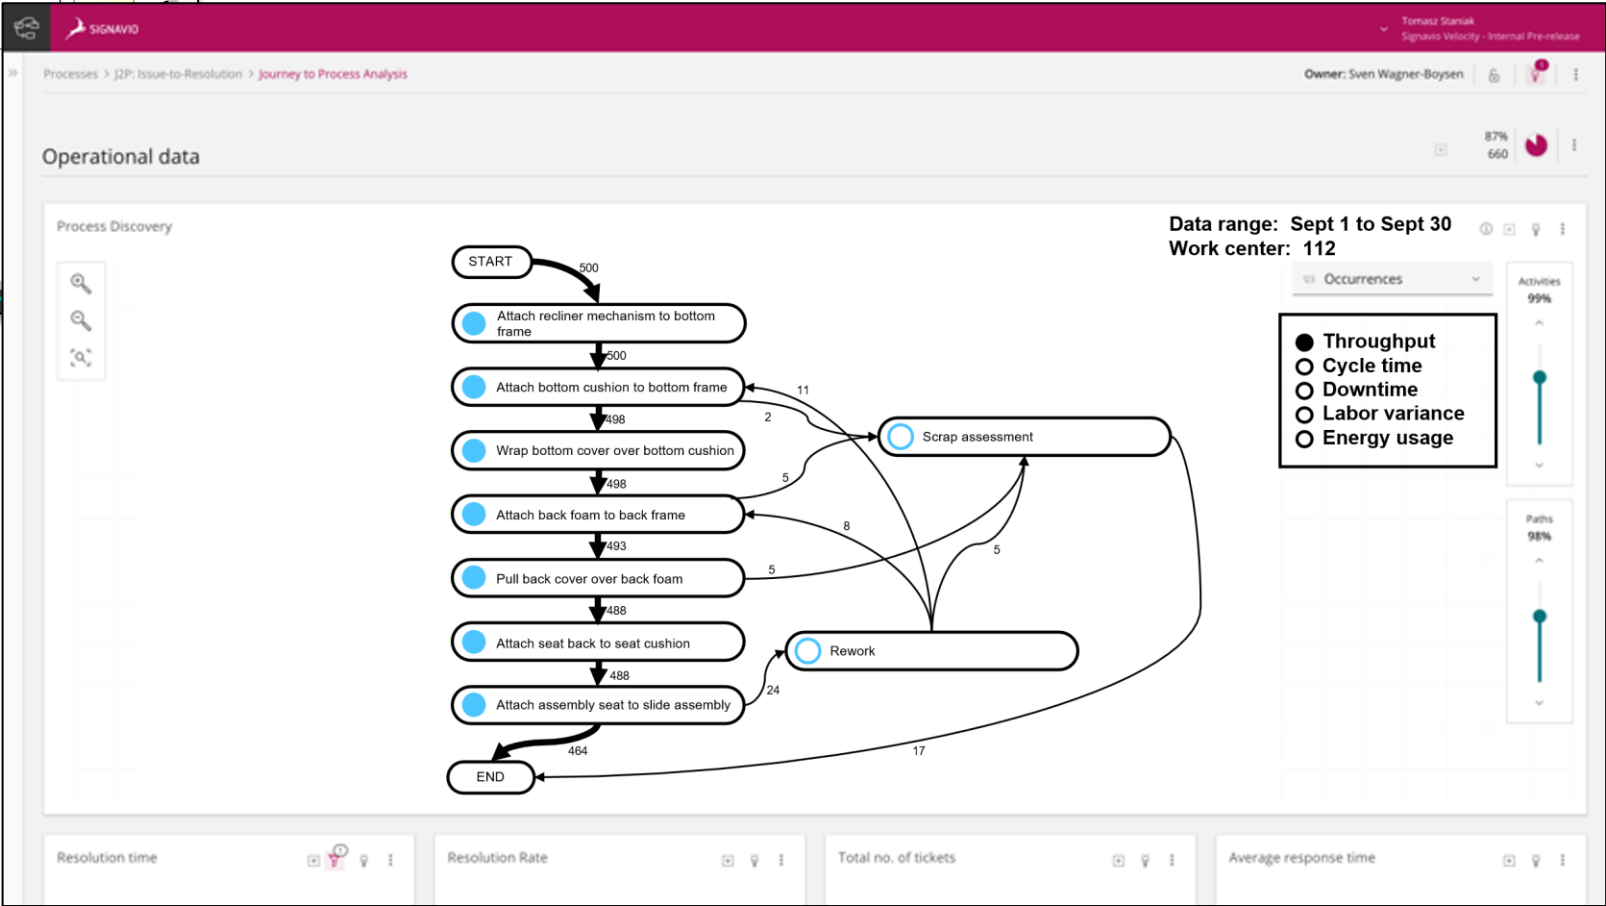 SIGNAVIO
Tomasz Staniak
Signavio Velocity - Internal Pre-release
Processes > J2P: Issue-to-Resolution > Journey to Process Analysis
Owner: Sven Wagner-Boysen
1
Operational data
87%
660
Process Discovery
Data range: Sept 1 to Sept 30
Work center: 112
Occurrences
Activities
99%
Throughput
Cycle time
Downtime
Labor variance
Energy usage
Paths
98%
START
500
Attach recliner mechanism to bottom
frame
500
Attach bottom cushion to bottom frame
11
2
498
Scrap assessment
Wrap bottom cover over bottom cushion
5
498
Attach back foam to back frame
8
493
5
5
Pull back cover over back foam
488
Attach seat back to seat cushion
Rework
488
24
Attach assembly seat to slide assembly
464
17
END
Resolution time
1
Resolution Rate
Total no. of tickets
Average response time